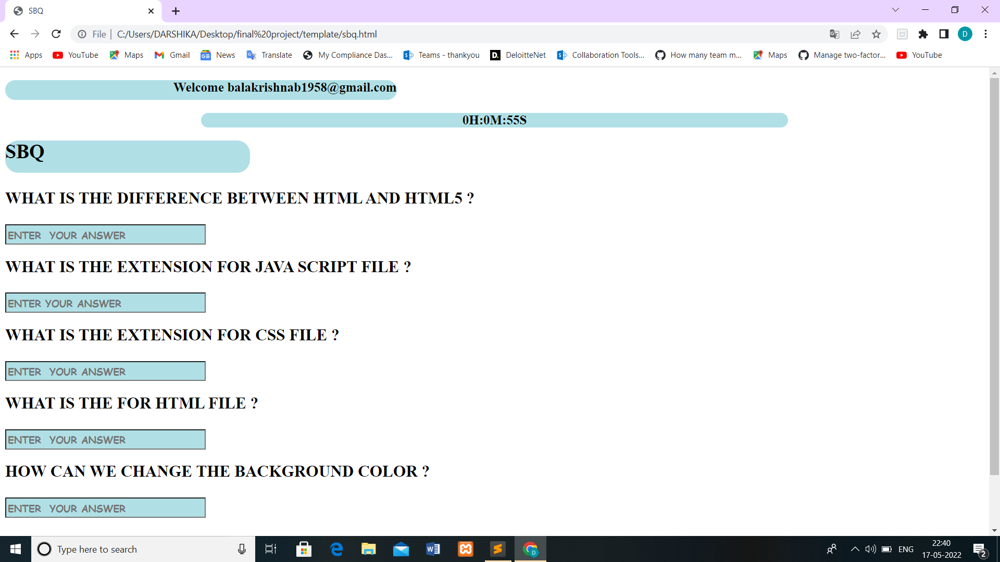 SBQ
File | C:/Users/DARSHIKA/Desktop/final%20project/template/sbq.html
D
Apps YouTube Maps Gmail News Translate My Compliance Das... Teams - thankyou D. DeloitteNet Collaboration Tools... How many team m... Maps Manage two-factor... YouTube
Welcome balakrishnab1958@gmail.com
0H:0M:55S
SBQ
WHAT IS THE DIFFERENCE BETWEEN HTML AND HTML5 ?
ENTER  YOUR ANSWER
WHAT IS THE EXTENSION FOR JAVA SCRIPT FILE ?
ENTER YOUR ANSWER
WHAT IS THE EXTENSION FOR CSS FILE ?
ENTER  YOUR ANSWER
WHAT IS THE FOR HTML FILE ?
ENTER  YOUR ANSWER
HOW CAN WE CHANGE THE BACKGROUND COLOR ?
ENTER  YOUR ANSWER
Type here to search
ENG
22:40
17-05-2022
2